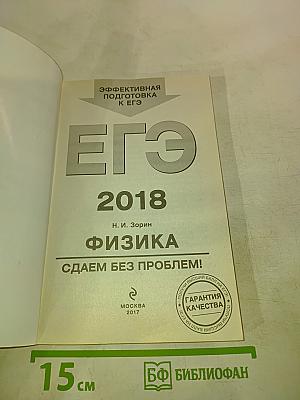 ЭФФЕКТИВНАЯ
ПОДГОТОВКА
К ЕГЭ
ЕГЭ
2018
Н. И. Зорин
ФИЗИКА
СДАЕМ БЕЗ ПРОБЛЕМ!
ГАРАНТИЯ
КАЧЕСТВА
МОСКВА
2017
15 см
БФ БИБЛИОФАН